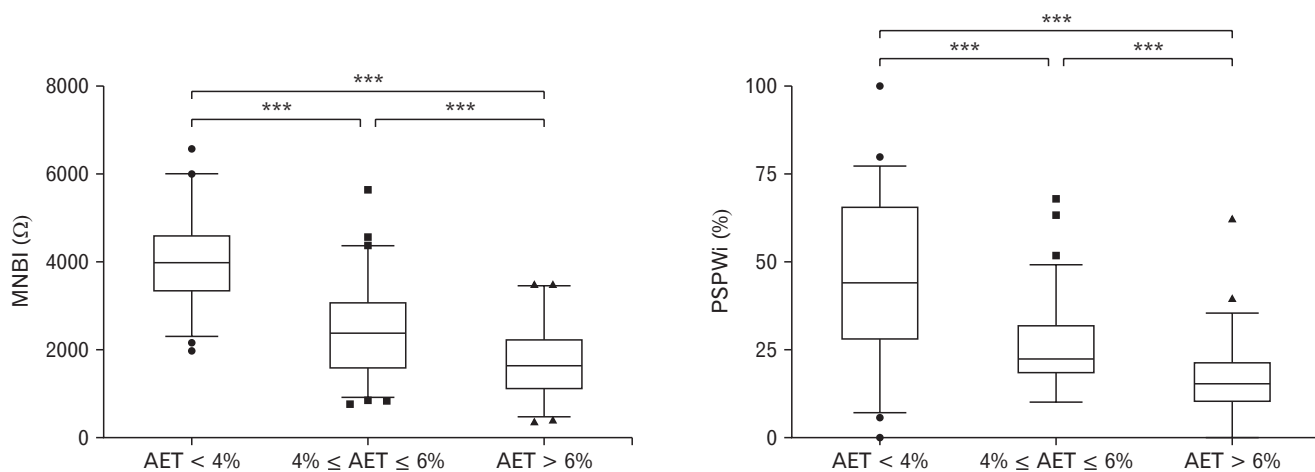 ***
***
***
8000
6000
4000
2000
0
MNBI (Ω)
AET < 4%
4% ≤ AET ≤ 6%
AET > 6%
***
***
***
100
75
50
25
0
PSPWi (%)
AET < 4%
4% ≤ AET ≤ 6%
AET > 6%